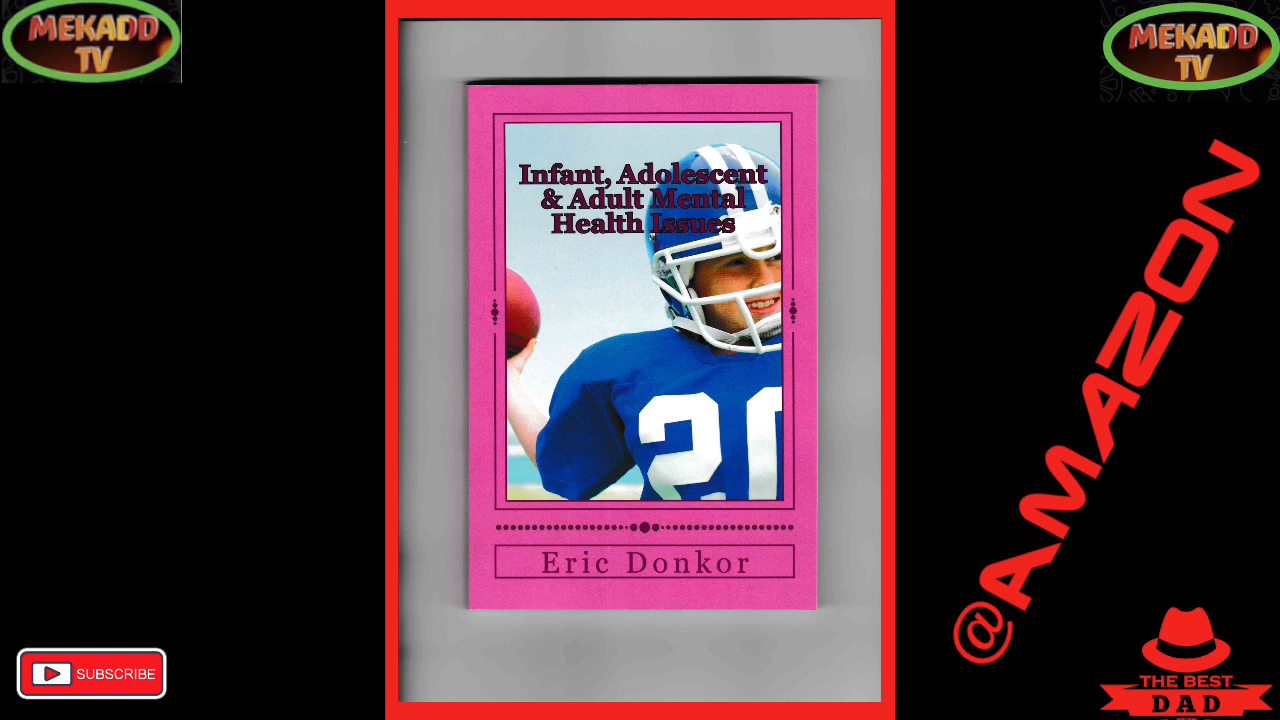 MEKADD
TV
MEKADD
TV
Infant, Adolescent
& Adult Mental
Health Issues
20
Eric Donkor
@AMAZON
SUBSCRIBE
THE BEST
DAD